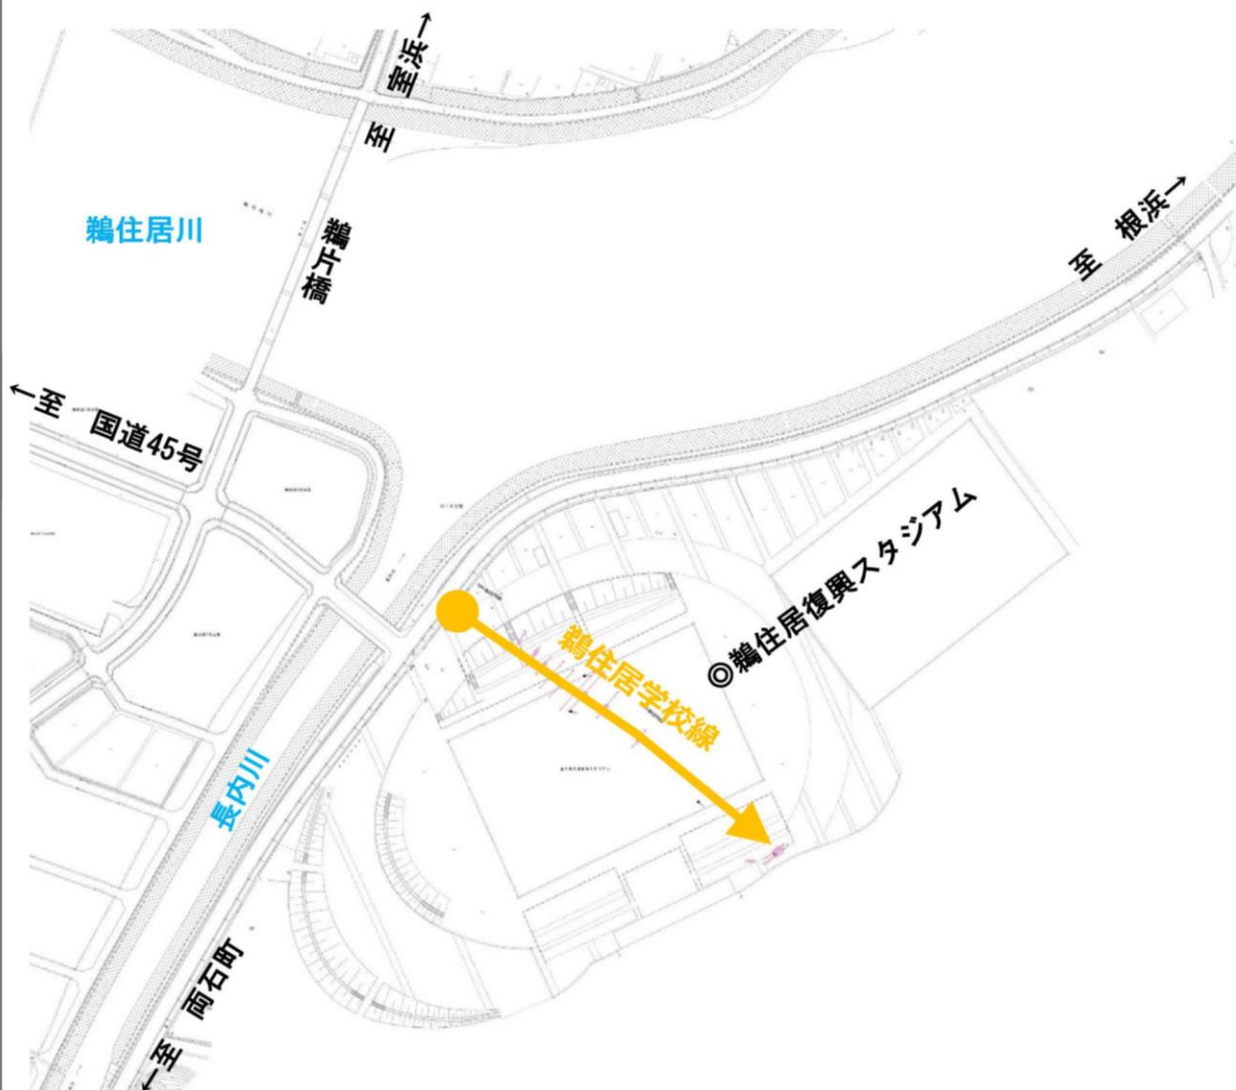 至 室浜→
鵜住居川
鵜片橋
至 根浜→
←至 国道45号
◎鵜住居復興スタジアム
鵜住居学校線
長内川
←至 両石町